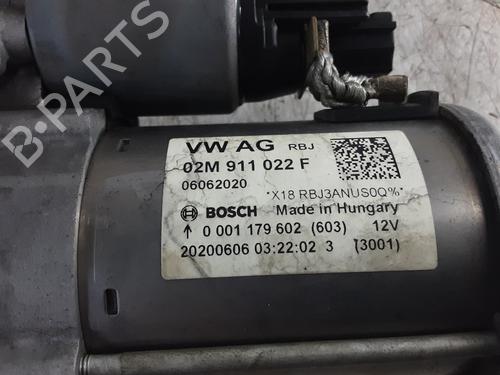 VW AG RBJ
02M 911 022 F
06062020
*X18 RBJ3ANUS0Q%*
BOSCH Made in Hungary
↑ 0 001 179 602 (603) 12V
20200606 03:22:02 3 (3001)
B-PARTS